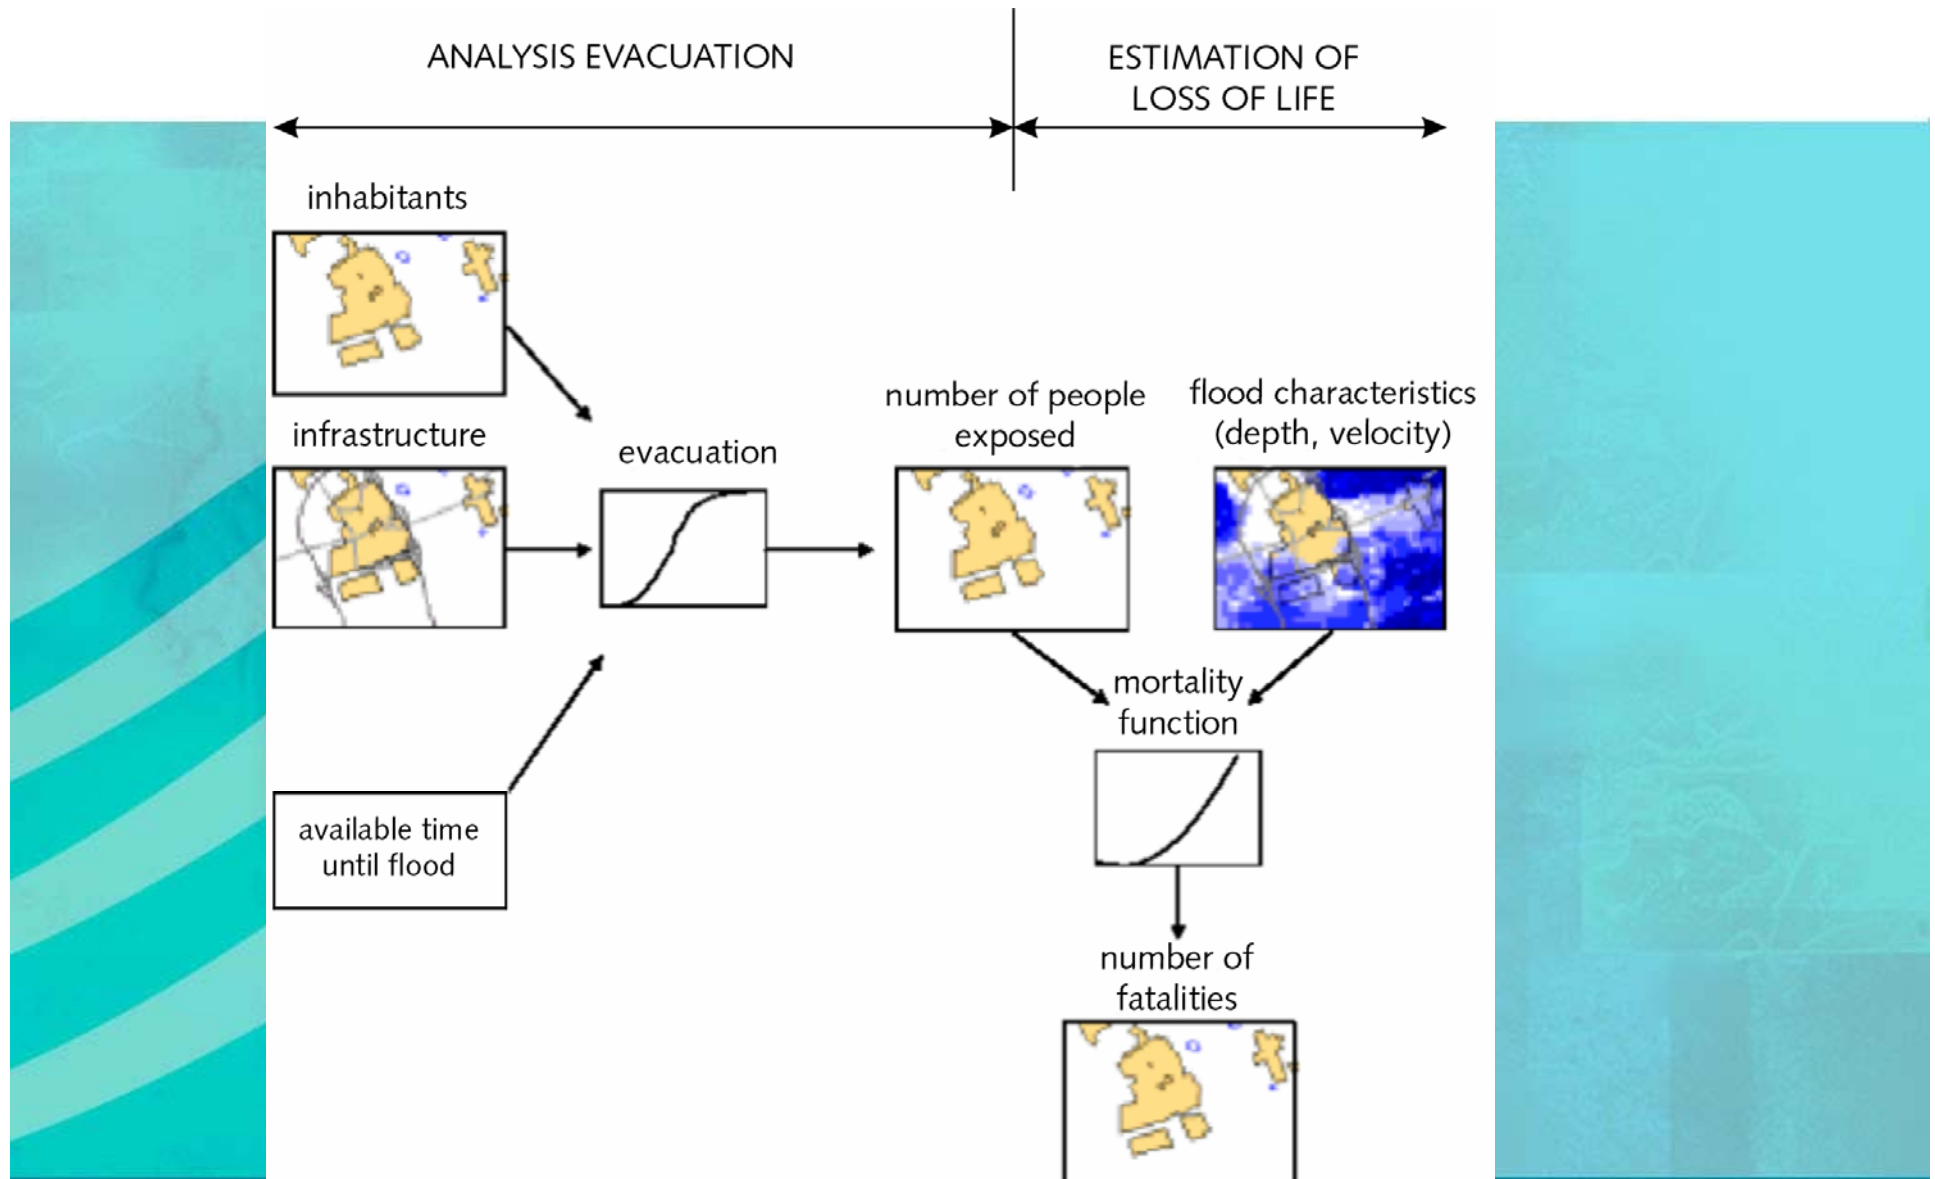 ANALYSIS EVACUATION
ESTIMATION OF
LOSS OF LIFE
inhabitants
infrastructure
evacuation
number of people
exposed
flood characteristics
(depth, velocity)
mortality
function
available time
until flood
number of
fatalities